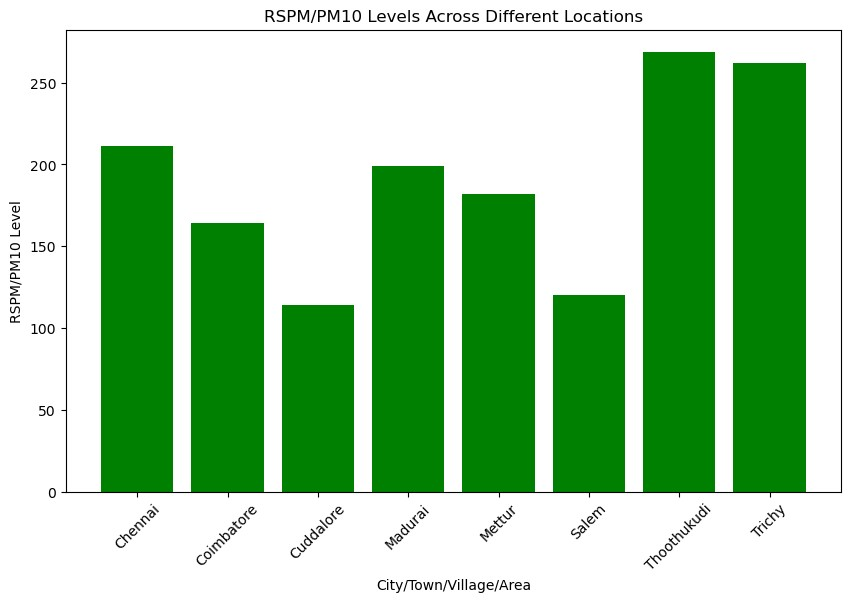 RSPM/PM10 Levels Across Different Locations
RSPM/PM10 Level
250
200
150
100
50
0
Chennai
Coimbatore
Cuddalore
Madurai
Mettur
Salem
Thoothukudi
Trichy
City/Town/Village/Area